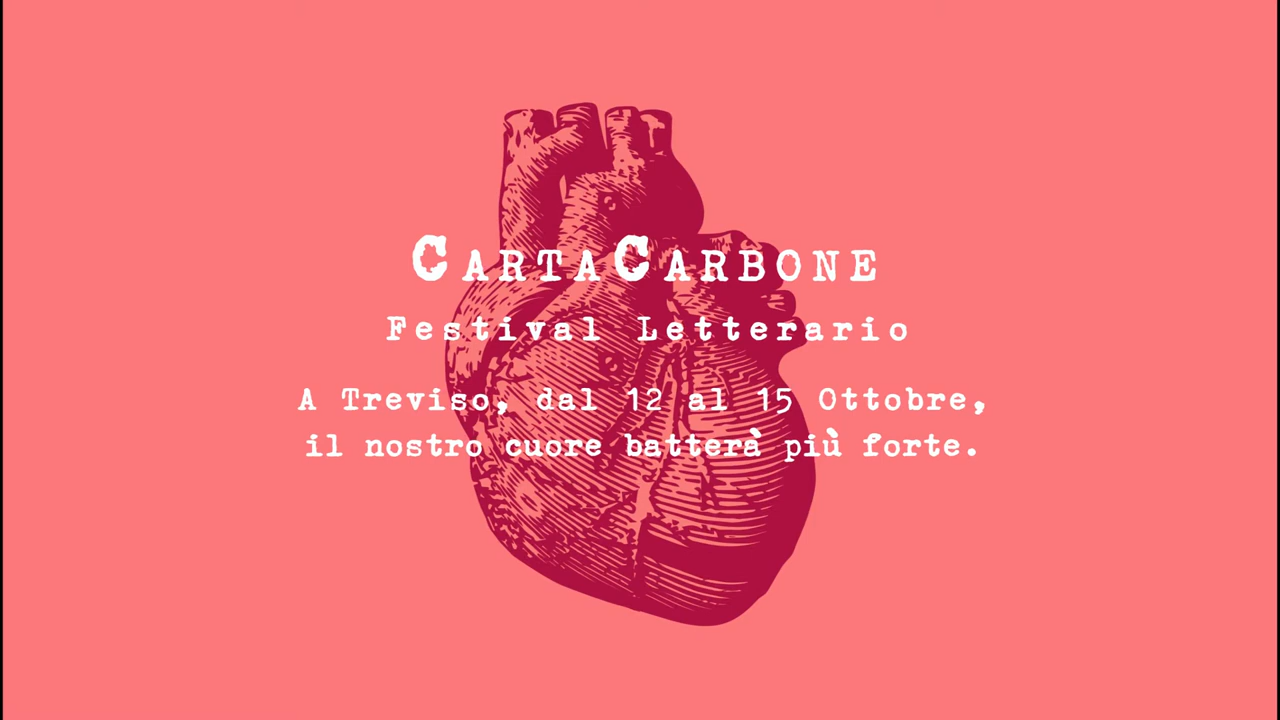 CARTACARBONE
Festival Letterario
A Treviso, dal 12 al 15 Ottobre,
il nostro cuore batterà più forte.